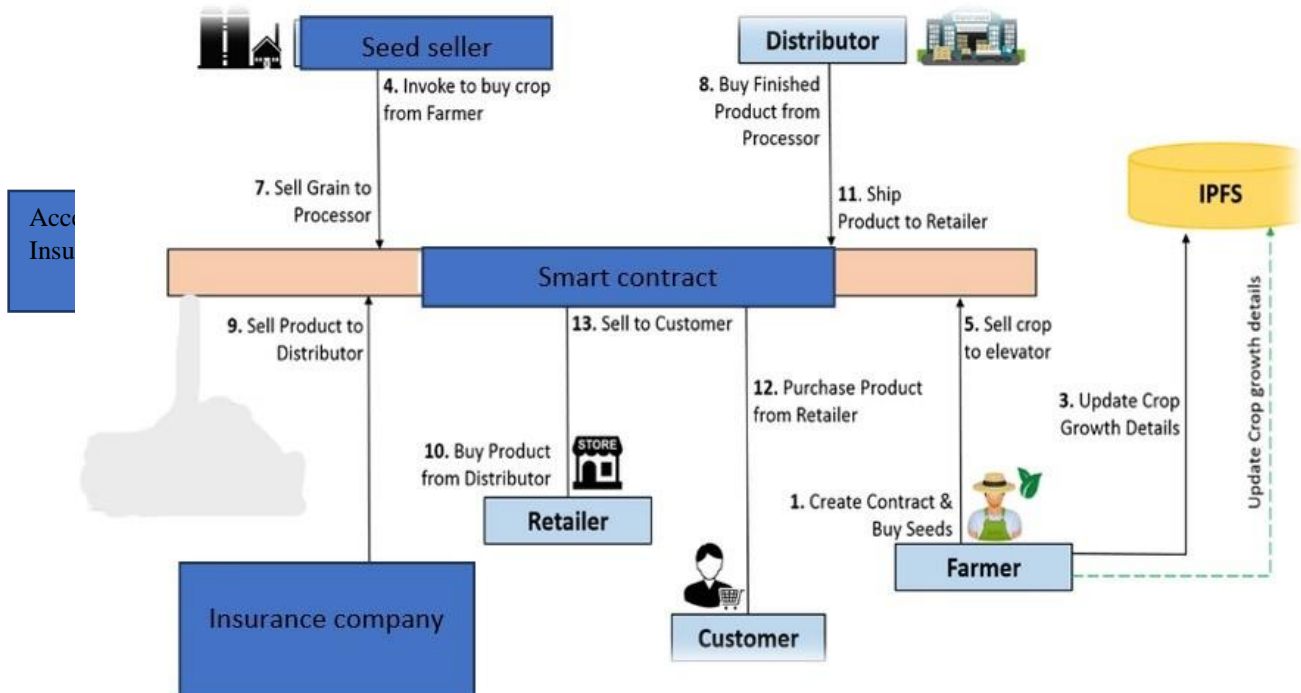 Seed seller
Distributor
4. Invoke to buy crop
from Farmer
8. Buy Finished
Product from
Processor
7. Sell Grain to
Processor
11. Ship
Product to Retailer
IPFS
Smart contract
9. Sell Product to
Distributor
13. Sell to Customer
5. Sell crop
to elevator
12. Purchase Product
from Retailer
3. Update Crop
Growth Details
Update Crop growth details
STORE
10. Buy Product
from Distributor
Retailer
1. Create Contract &
Buy Seeds
Farmer
Insurance company
Customer